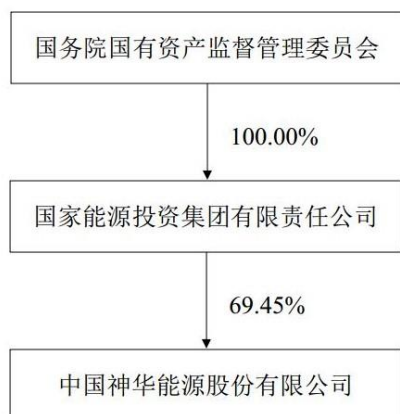 国务院国有资产监督管理委员会
100.00%
国家能源投资集团有限责任公司
69.45%
中国神华能源股份有限公司